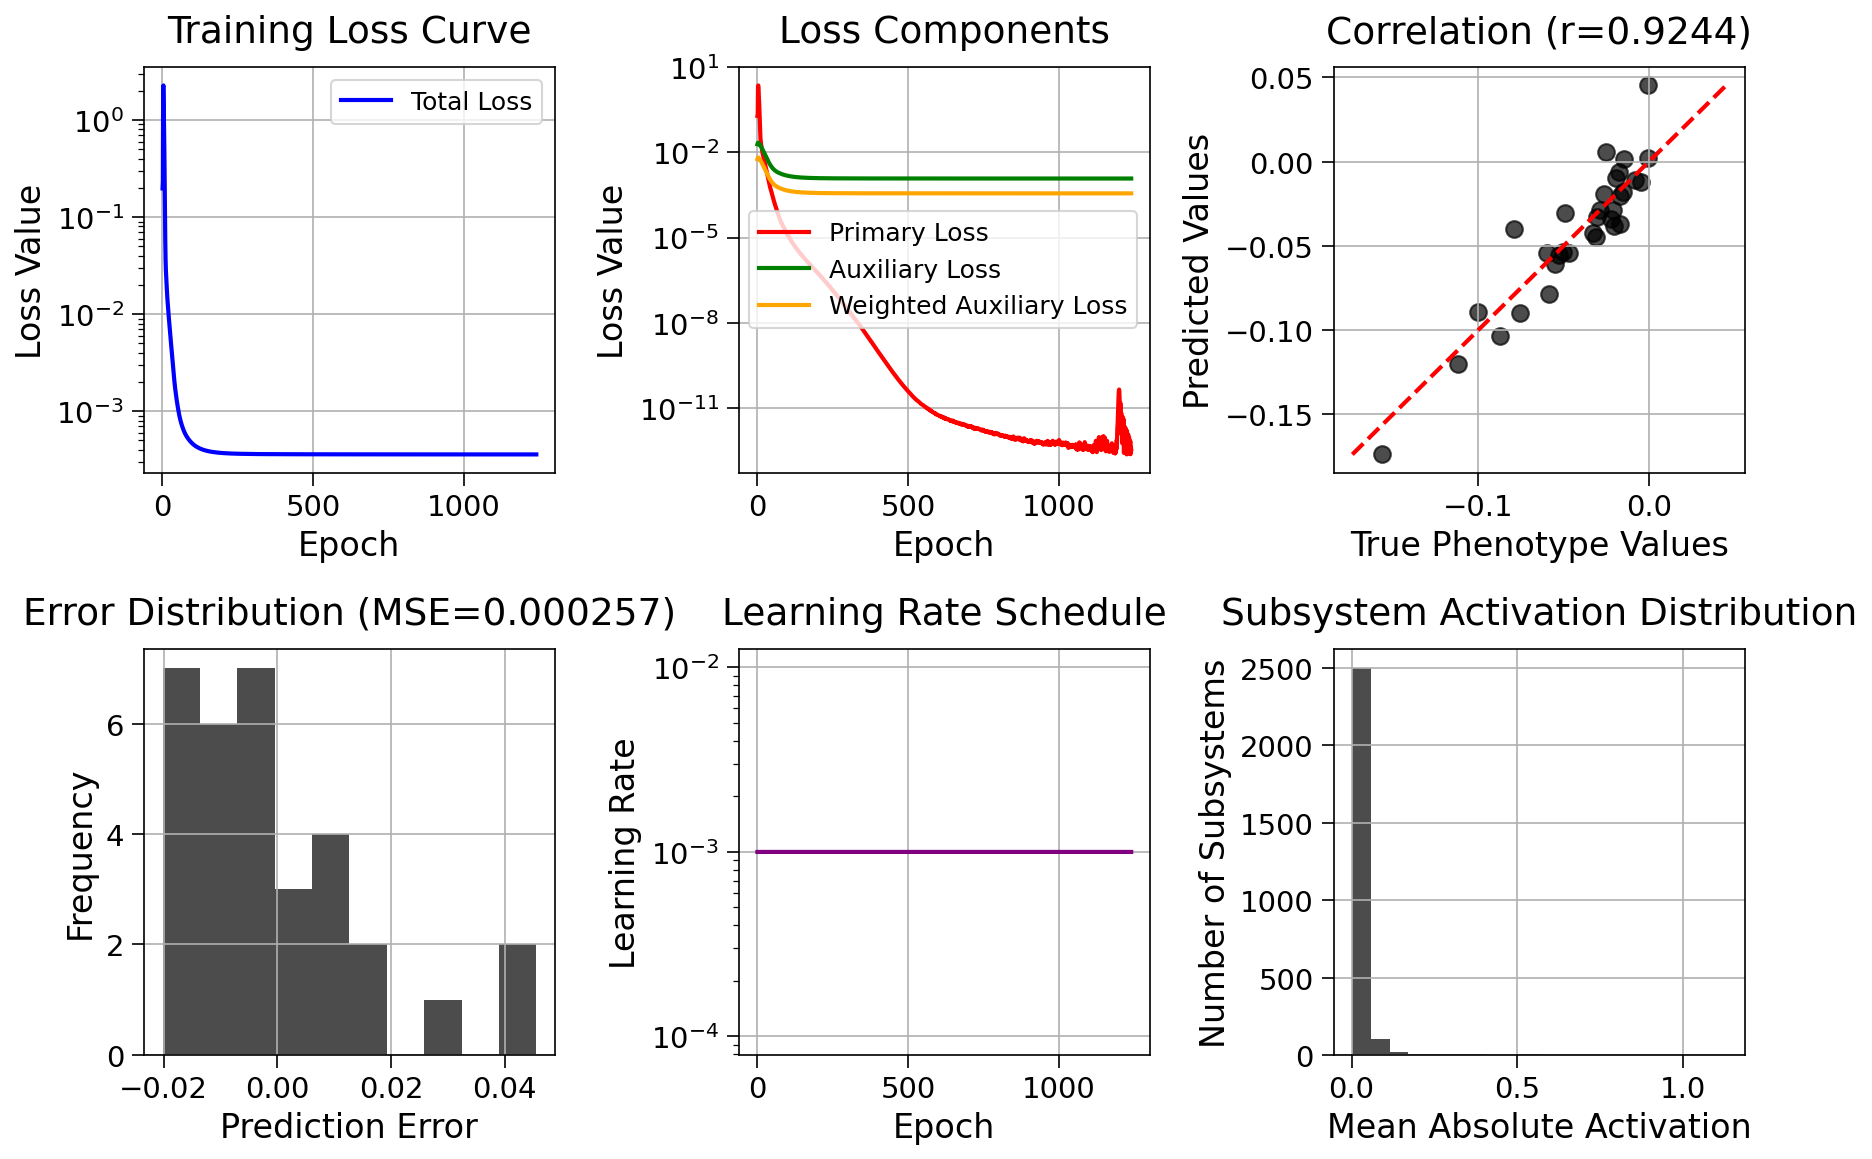 Training Loss Curve
Loss Value
10⁰
10⁻¹
10⁻²
10⁻³
Total Loss
0 500 1000
Epoch
Loss Components
Loss Value
10¹
10⁻²
10⁻⁵
10⁻⁸
10⁻¹¹
Primary Loss
Auxiliary Loss
Weighted Auxiliary Loss
0 500 1000
Epoch
Correlation (r=0.9244)
Predicted Values
0.05
0.00
−0.05
−0.10
−0.15
−0.1 0.0
True Phenotype Values
Error Distribution (MSE=0.000257)
Frequency
6
4
2
0
−0.02 0.00 0.02 0.04
Prediction Error
Learning Rate Schedule
Learning Rate
10⁻²
10⁻³
10⁻⁴
0 500 1000
Epoch
Subsystem Activation Distribution
Number of Subsystems
2500
2000
1500
1000
500
0
0.0 0.5 1.0
Mean Absolute Activation